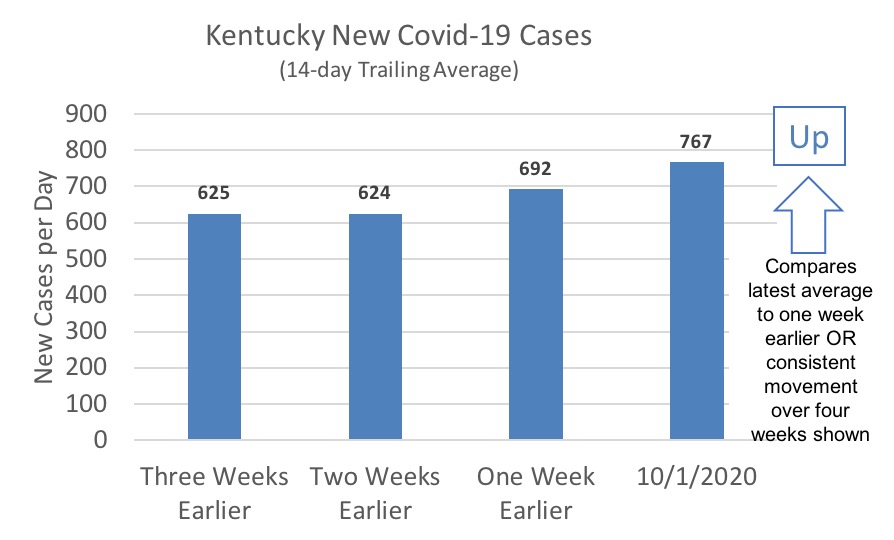 Kentucky New Covid-19 Cases
(14-day Trailing Average)
New Cases per Day
900
800
700
600
500
400
300
200
100
0
625
624
692
767
Three Weeks
Earlier
Two Weeks
Earlier
One Week
Earlier
10/1/2020
Up
Compares
latest average
to one week
earlier OR
consistent
movement
over four
weeks shown